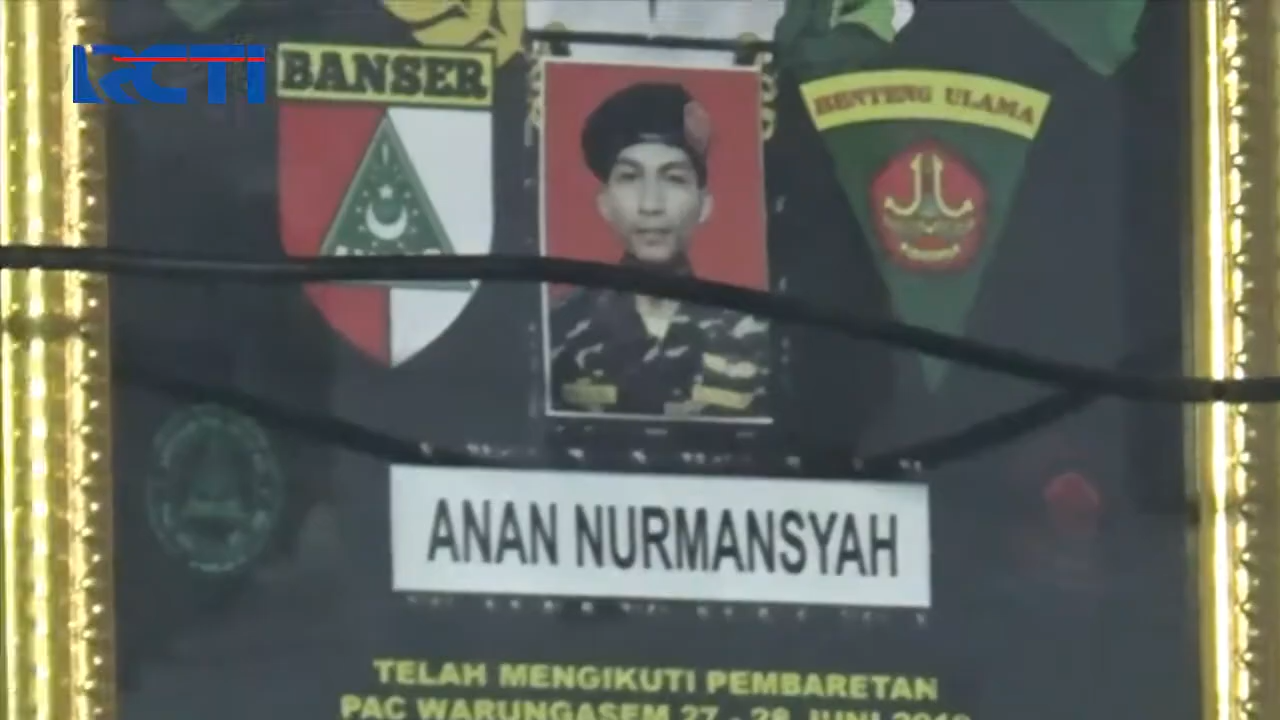 RCTI
BANSER
BENTENG ULAMA
ANAN NURMANSYAH
TELAH MENGIKUTI PEMBARETAN
PAC WARUNGASEM 27 - 28 JUNI